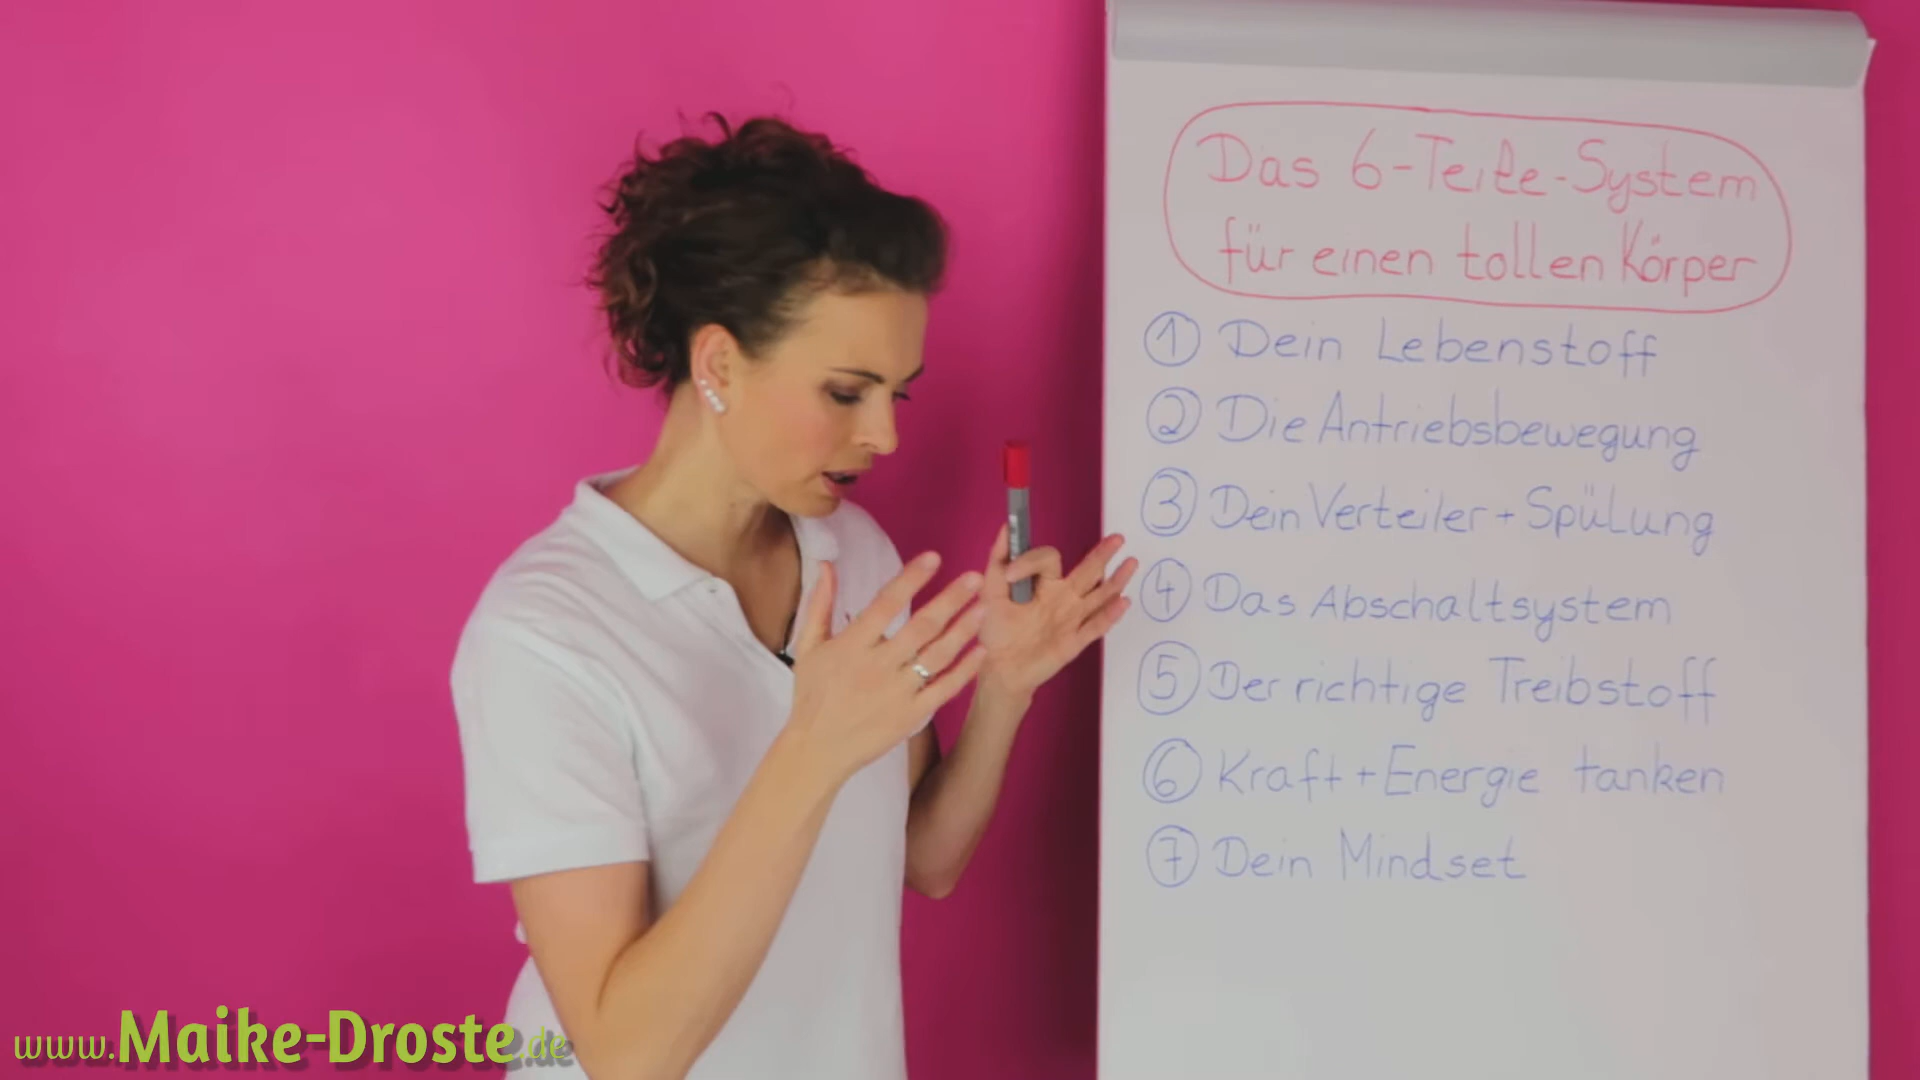 Das 6-Teile-System
für einen tollen Körper
① Dein Lebenstoff
② Die Antriebsbewegung
③ Dein Verteiler + Spülung
④ Das Abschaltsystem
⑤ Der richtige Treibstoff
⑥ Kraft + Energie tanken
⑦ Dein Mindset
www.Maike-Droste.de